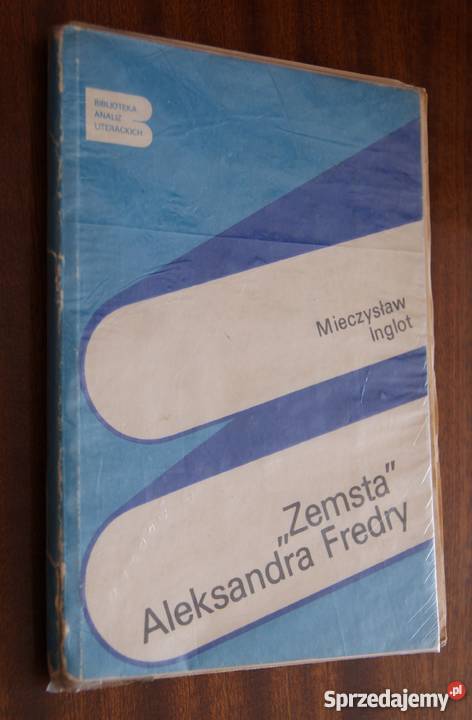 BIBLIOTEKA
ANALIZ
LITERACKICH
Mieczysław
Inglot
„Zemsta”
Aleksandra Fredry
Sprzedajemy.pl